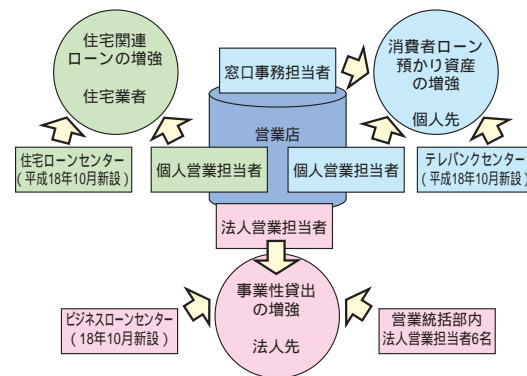 住宅関連
ローンの増強
住宅業者
窓口事務担当者
消費者ローン
預かり資産
の増強
個人先
営業店
住宅ローンセンター
（平成18年10月新設）
個人営業担当者
個人営業担当者
テレバンクセンター
（平成18年10月新設）
法人営業担当者
事業性貸出
の増強
法人先
ビジネスローンセンター
（18年10月新設）
営業統括部内
法人営業担当者6名